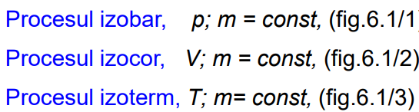 Procesul izobar, p; m = const, (fig.6.1/1)
Procesul izocor, V; m = const, (fig.6.1/2)
Procesul izoterm, T; m= const, (fig.6.1/3)